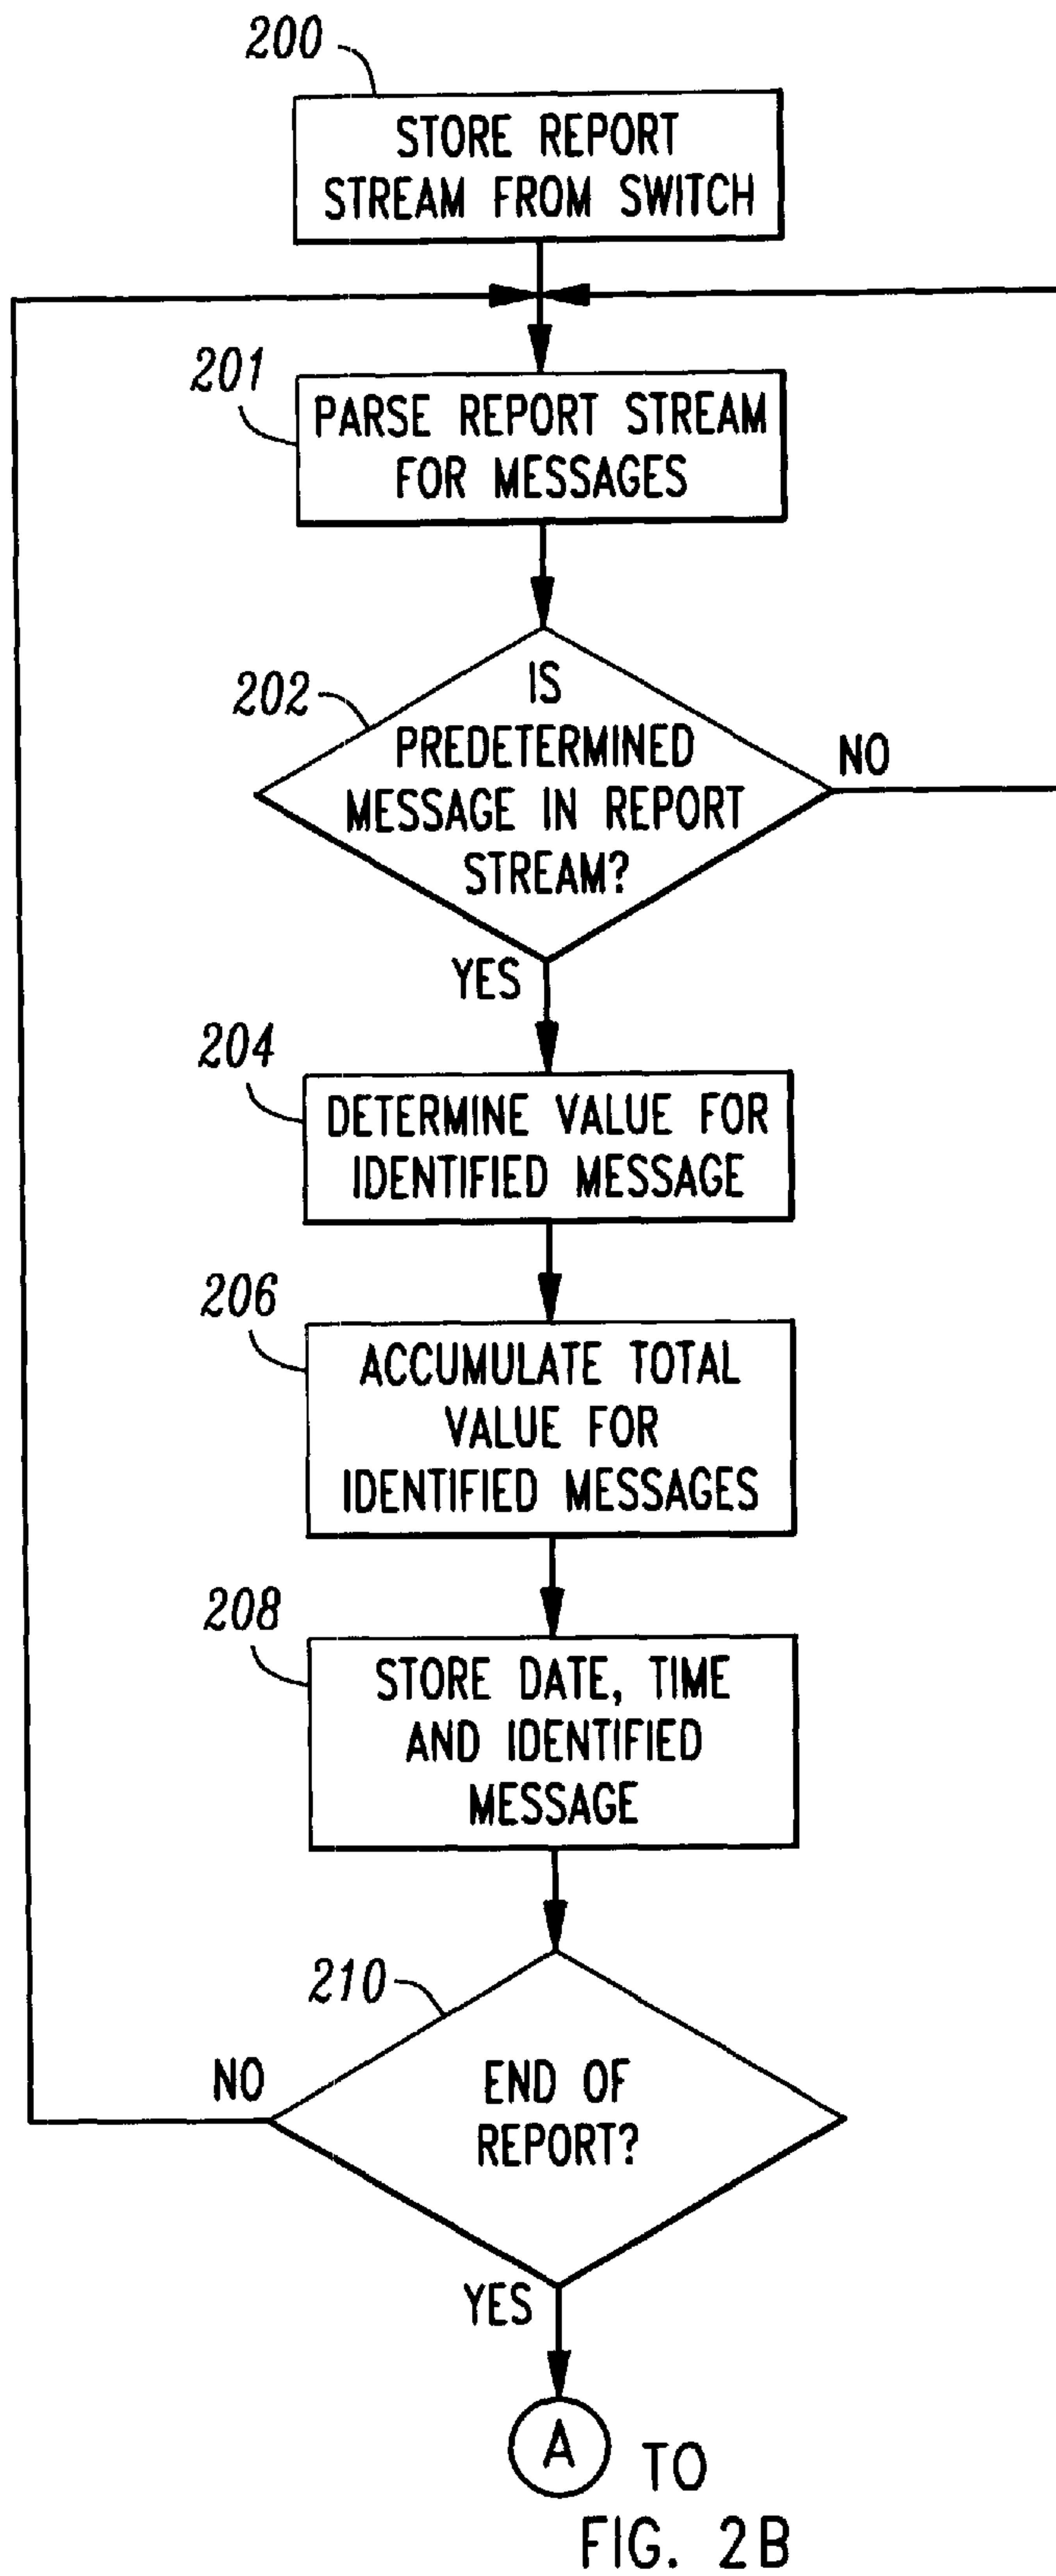 200
STORE REPORT
STREAM FROM SWITCH
201
PARSE REPORT STREAM
FOR MESSAGES
202
IS
PREDETERMINED
MESSAGE IN REPORT
STREAM?
NO
YES
204
DETERMINE VALUE FOR
IDENTIFIED MESSAGE
206
ACCUMULATE TOTAL
VALUE FOR
IDENTIFIED MESSAGES
208
STORE DATE, TIME
AND IDENTIFIED
MESSAGE
210
NO
END OF
REPORT?
YES
A TO
FIG. 2B